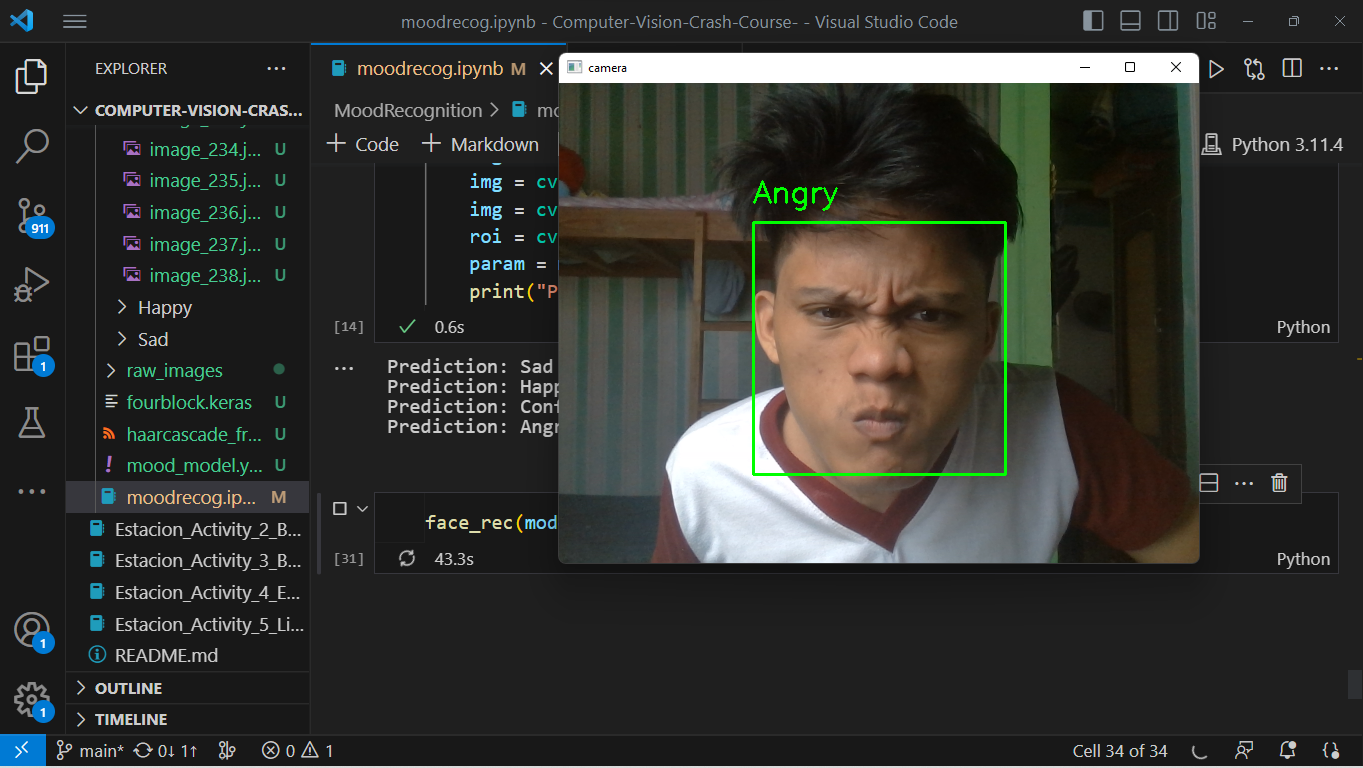 moodrecog.ipynb - Computer-Vision-Crash-Course- - Visual Studio Code
EXPLORER
COMPUTER-VISION-CRAS...
image_234.j... U
image_235.j... U
image_236.j... U
image_237.j... U
image_238.j... U
Happy
Sad
raw_images
fourblock.keras U
haarcascade_fr... U
mood_model.y... U
moodrecog.ip... M
Estacion_Activity_2_B...
Estacion_Activity_3_B...
Estacion_Activity_4_E...
Estacion_Activity_5_Li...
README.md
OUTLINE
TIMELINE
911
1
1
1
moodrecog.ipynb M
MoodRecognition
+ Code + Markdown
Python 3.11.4
img = cv
img = cv
roi = cv
param =
print("P
[14] 0.6s
Python
Prediction: Sad
Prediction: Hap
Prediction: Con
Prediction: Ang
face_rec(mod
[31] 43.3s
Python
camera
Angry
main* 0↓ 1↑ 0 1
Cell 34 of 34